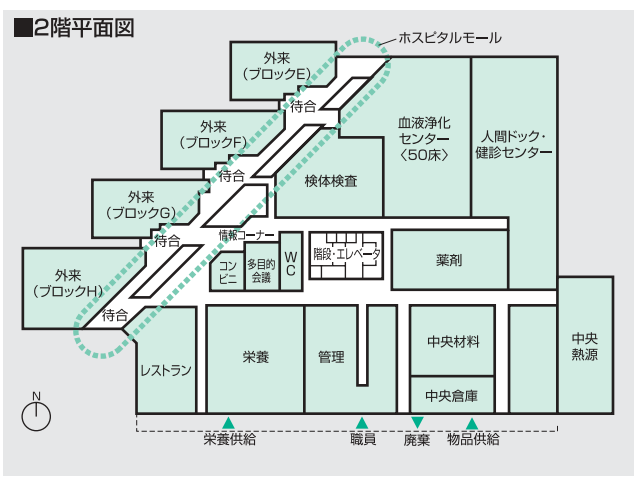 ■2階平面図
ホスピタルモール
外来
（ブロックE）
待合
外来
（ブロックF）
待合
外来
（ブロックG）
待合
外来
（ブロックH）
待合
血液浄化
センター
〈50床〉
人間ドック・
健診センター
検体検査
情報コーナー
コン
ビニ
多目的
会議
W
C
階段・エレベータ
薬剤
レストラン
栄養
管理
中央材料
中央倉庫
中央
熱源
N
栄養供給
職員
廃棄
物品供給